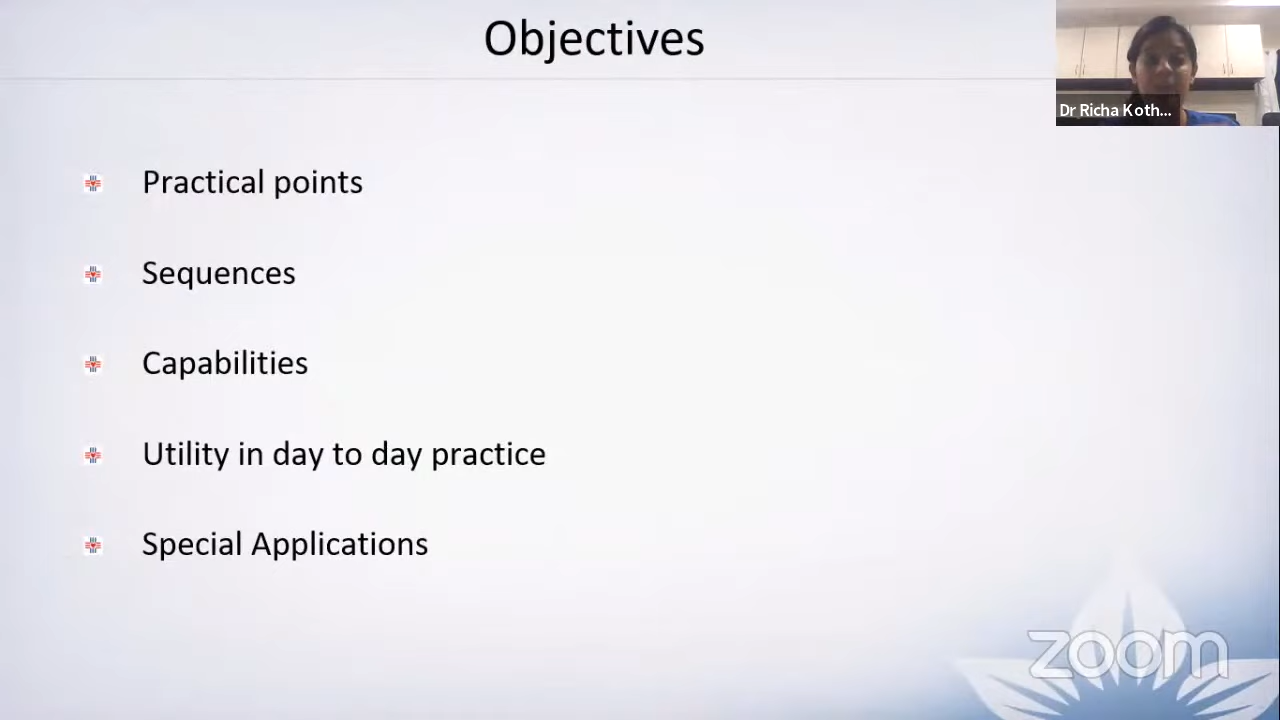 Objectives
Dr Richa Koth...
Practical points
Sequences
Capabilities
Utility in day to day practice
Special Applications
zoom